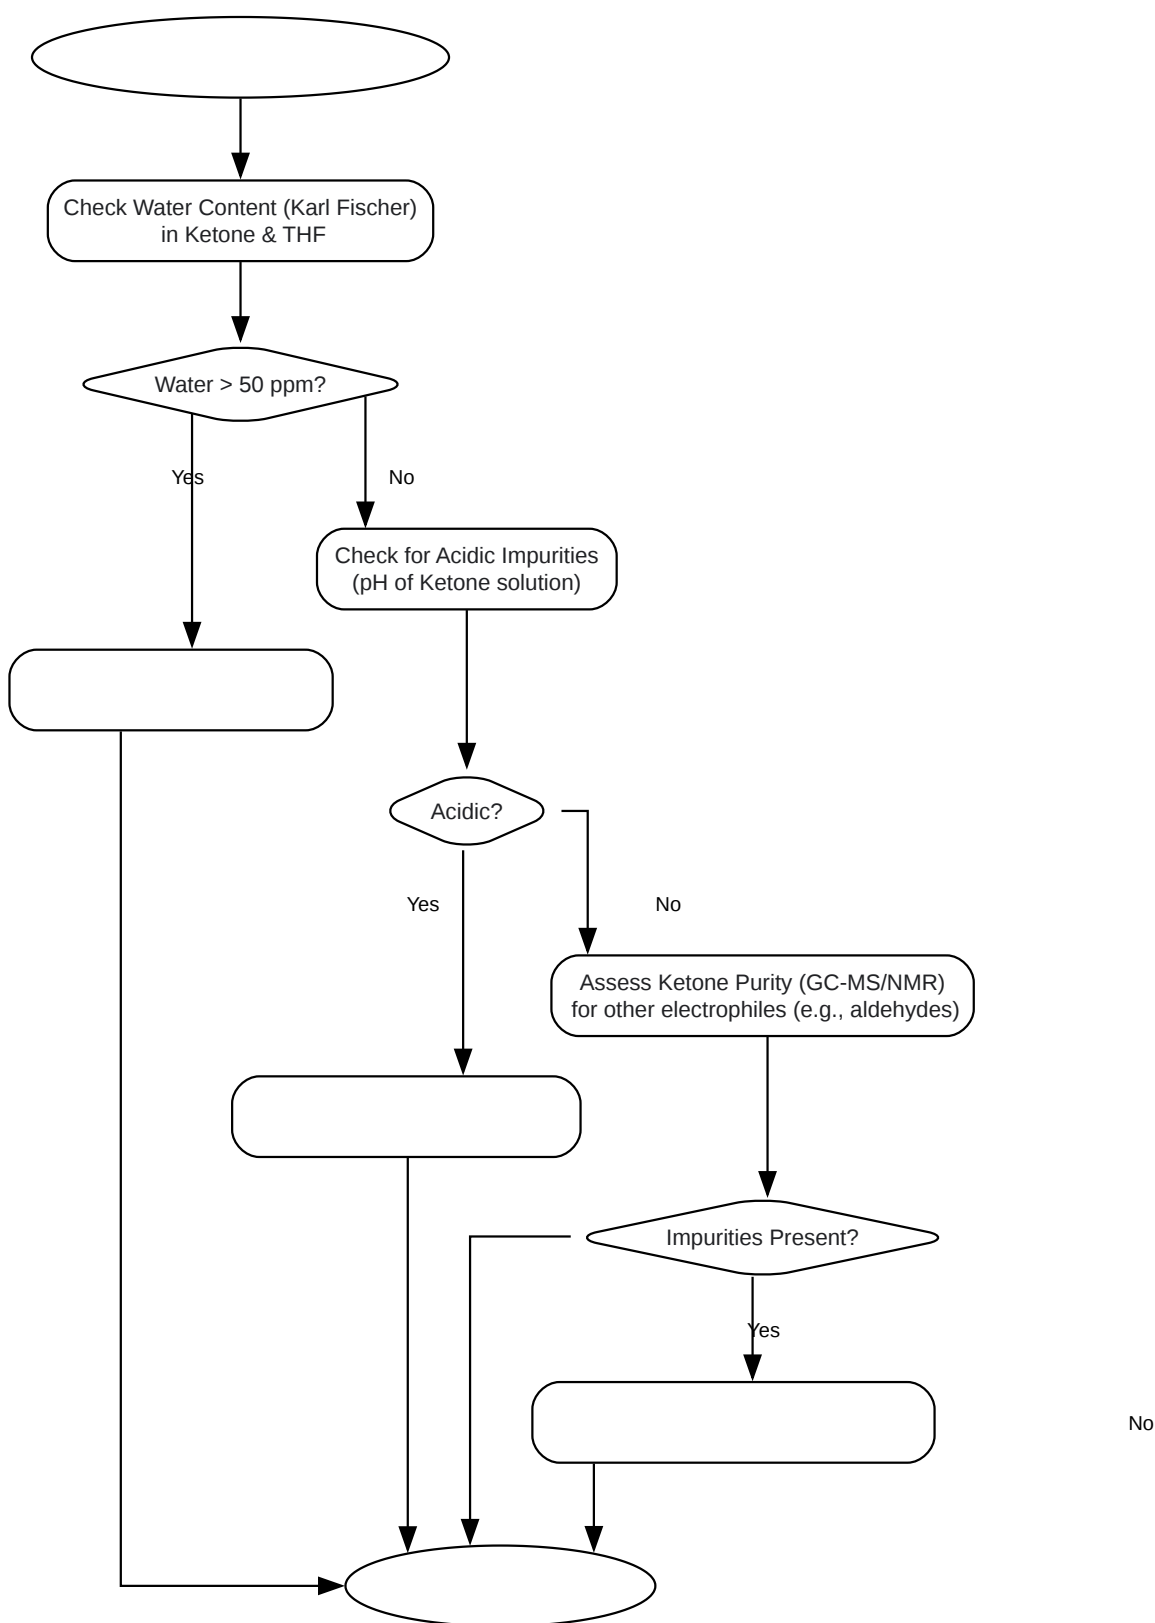 Check Water Content (Karl Fischer)
in Ketone & THF
Water > 50 ppm?
Yes
No
Check for Acidic Impurities
(pH of Ketone solution)
Acidic?
Yes
No
Assess Ketone Purity (GC-MS/NMR)
for other electrophiles (e.g., aldehydes)
Impurities Present?
Yes
No